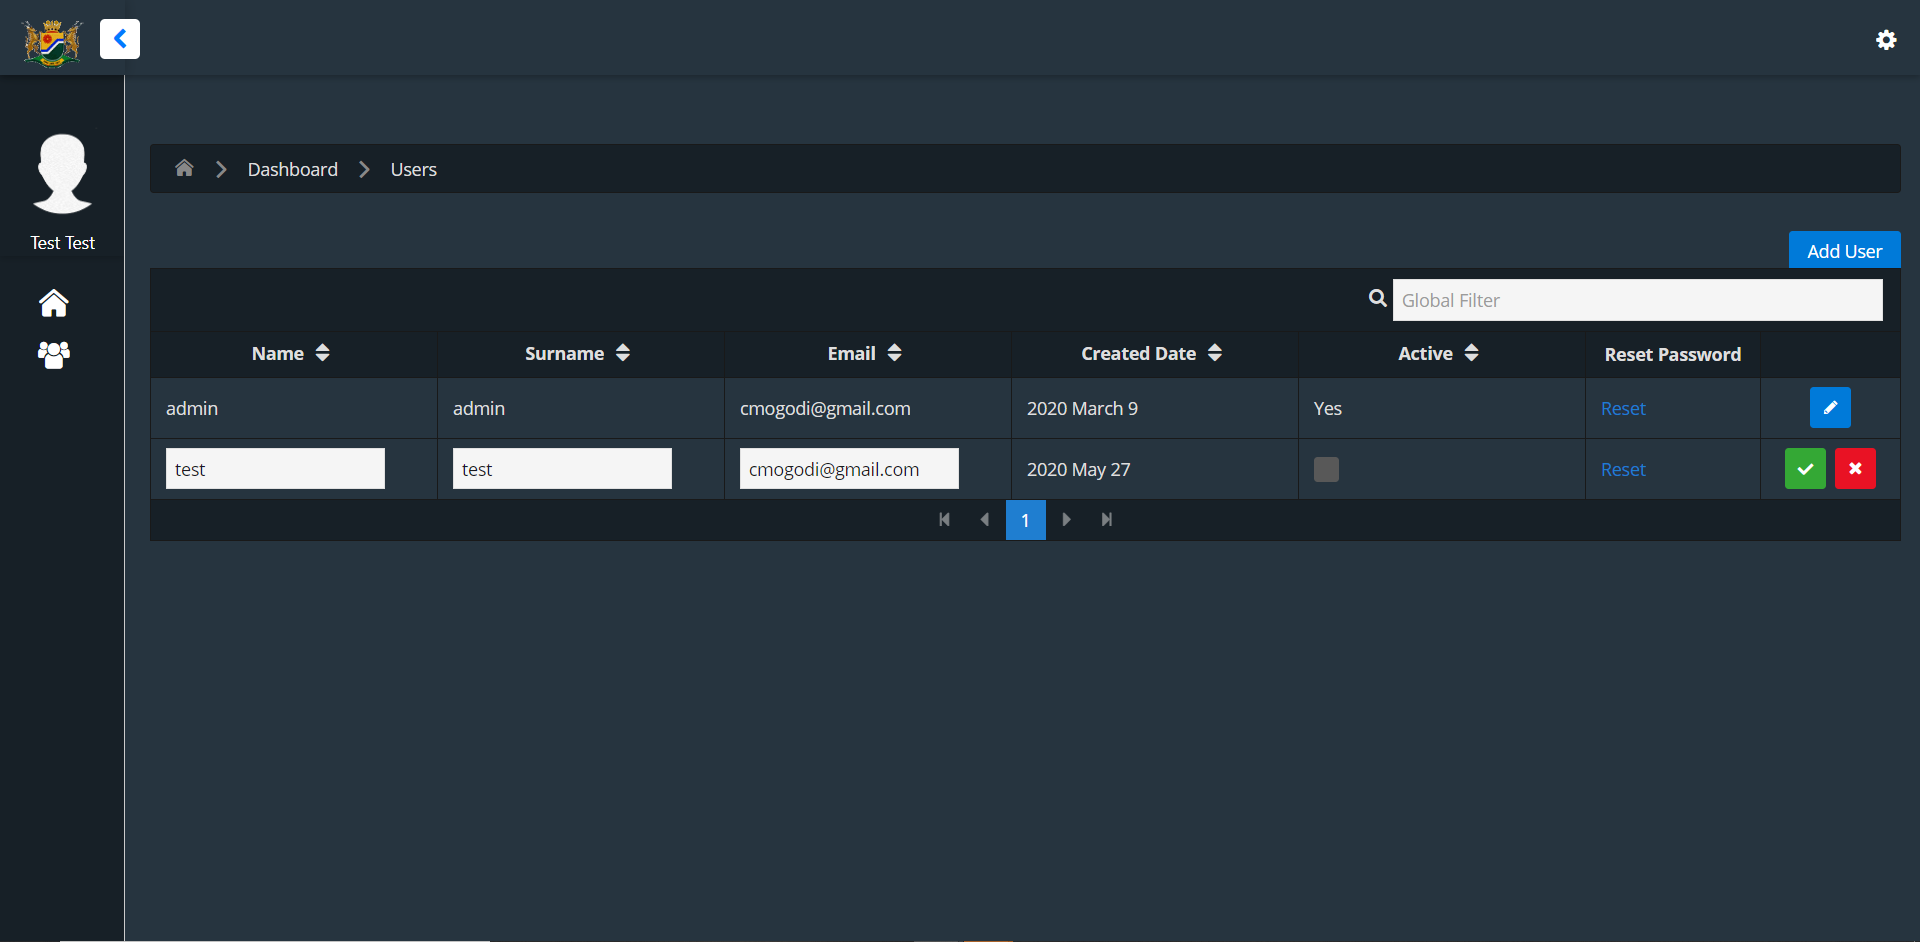 Test Test
Dashboard Users
Add User
Global Filter
Name Surname Email Created Date Active Reset Password
admin admin cmogodi@gmail.com 2020 March 9 Yes Reset
test test cmogodi@gmail.com 2020 May 27 Reset
1